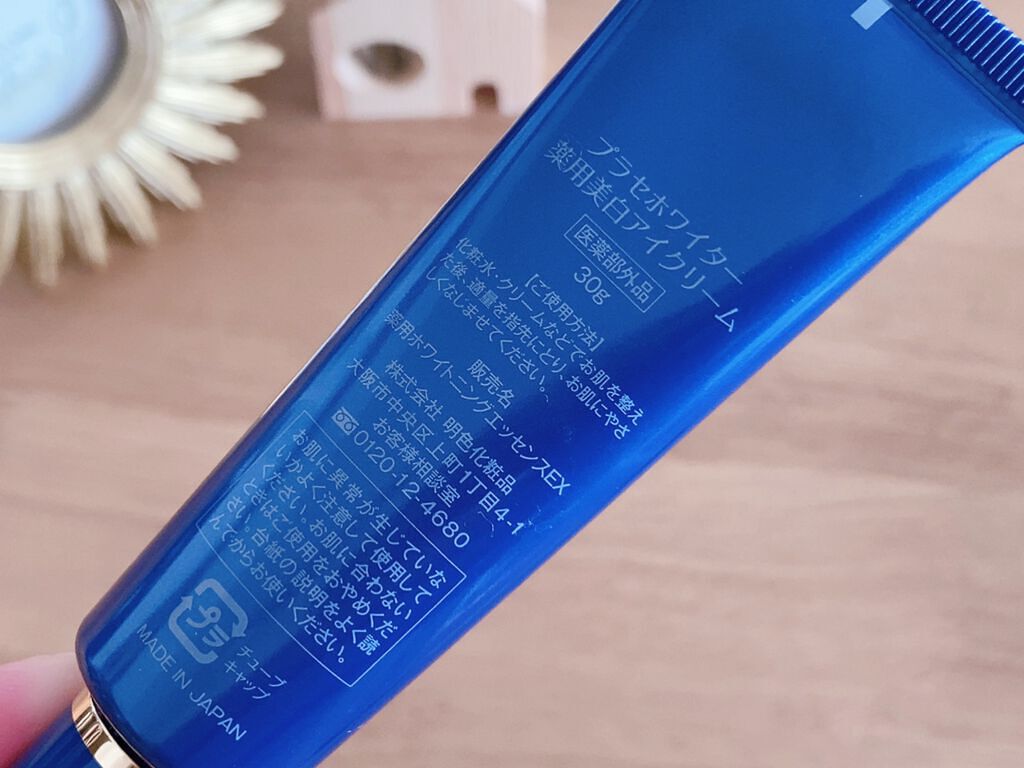 プラセホワイター
薬用美白アイクリーム
医薬部外品
30g
【ご使用方法】
化粧水・クリームなどでお肌を整え
た後、適量を指先にとり、お肌にやさ
しくなじませてください。
販売名
薬用ホワイトニングエッセンスEX
株式会社 明色化粧品
大阪市中央区上町1丁目4-1
お客様相談室
0120-12-4680
お肌に異常が生じていな
いかよく注意して使用して
ください。お肌に合わない
ときはご使用をおやめくだ
さい。台紙の説明をよく読
んでからお使いください。
プラ
チューブ
キャップ
MADE IN JAPAN